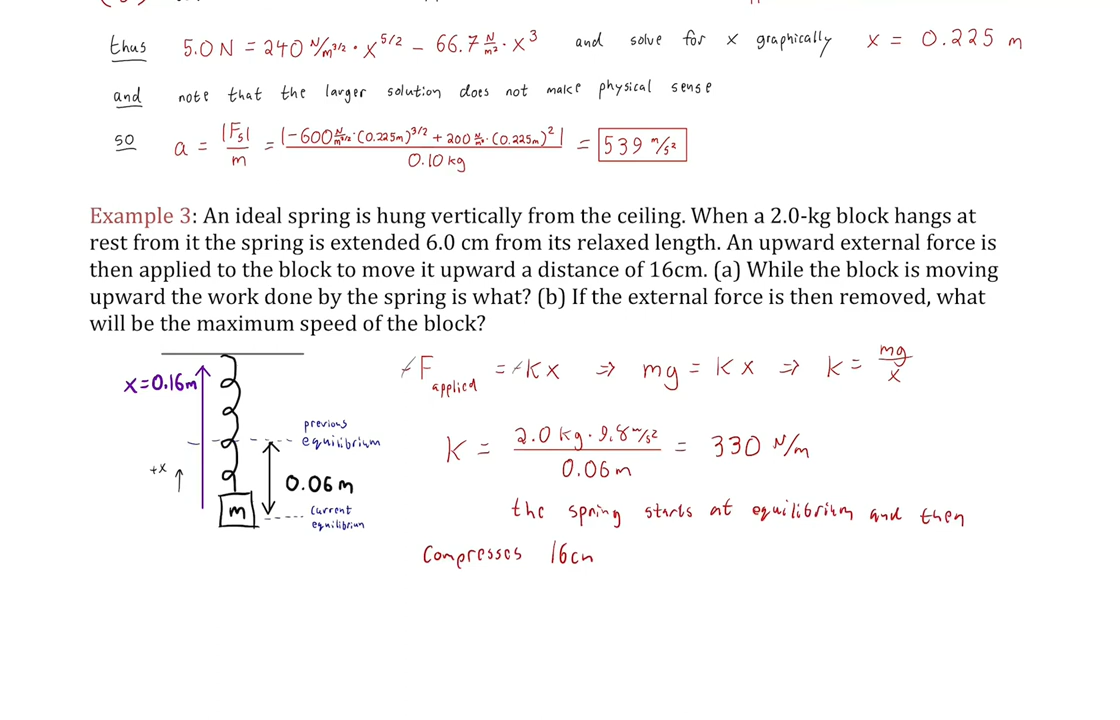 thus 5.0 N = 240 N/m^3/2 · x^5/2 − 66.7 N/m² · x³ and solve for x graphically x = 0.225 m
and note that the larger solution does not make physical sense
so a = |Fs|/m = |−600 N/m^3/2 · (0.225m)^3/2 + 200 N/m² · (0.225m)²| / 0.10 kg = 539 m/s²
Example 3: An ideal spring is hung vertically from the ceiling. When a 2.0-kg block hangs at
rest from it the spring is extended 6.0 cm from its relaxed length. An upward external force is
then applied to the block to move it upward a distance of 16cm. (a) While the block is moving
upward the work done by the spring is what? (b) If the external force is then removed, what
will be the maximum speed of the block?
x=0.16m
previous
equilibrium
+x
0.06m
m
current
equilibrium
−F applied = −Kx ⇒ mg = Kx ⇒ k = mg/x
K = 2.0 kg · 9.8 m/s² / 0.06m = 330 N/m
the spring starts at equilibrium and then
compresses 16cm